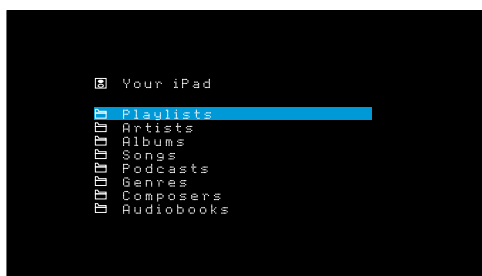 Your iPad
Playlists
Artists
Albums
Songs
Podcasts
Genres
Composers
Audiobooks